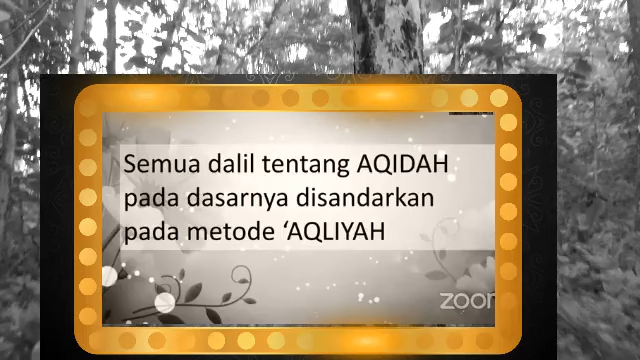 Semua dalil tentang AQIDAH
pada dasarnya disandarkan
pada metode ‘AQLIYAH
zoom